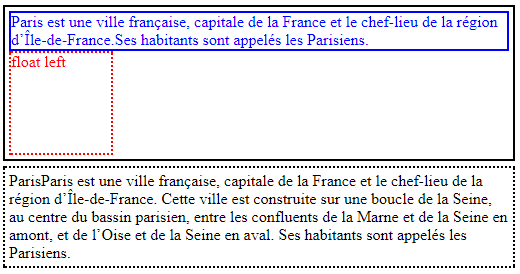 Paris est une ville française, capitale de la France et le chef-lieu de la région
d’Île-de-France.Ses habitants sont appelés les Parisiens.
float left
ParisParis est une ville française, capitale de la France et le chef-lieu de la
région d’Île-de-France. Cette ville est construite sur une boucle de la Seine,
au centre du bassin parisien, entre les confluents de la Marne et de la Seine en
amont, et de l’Oise et de la Seine en aval. Ses habitants sont appelés les
Parisiens.